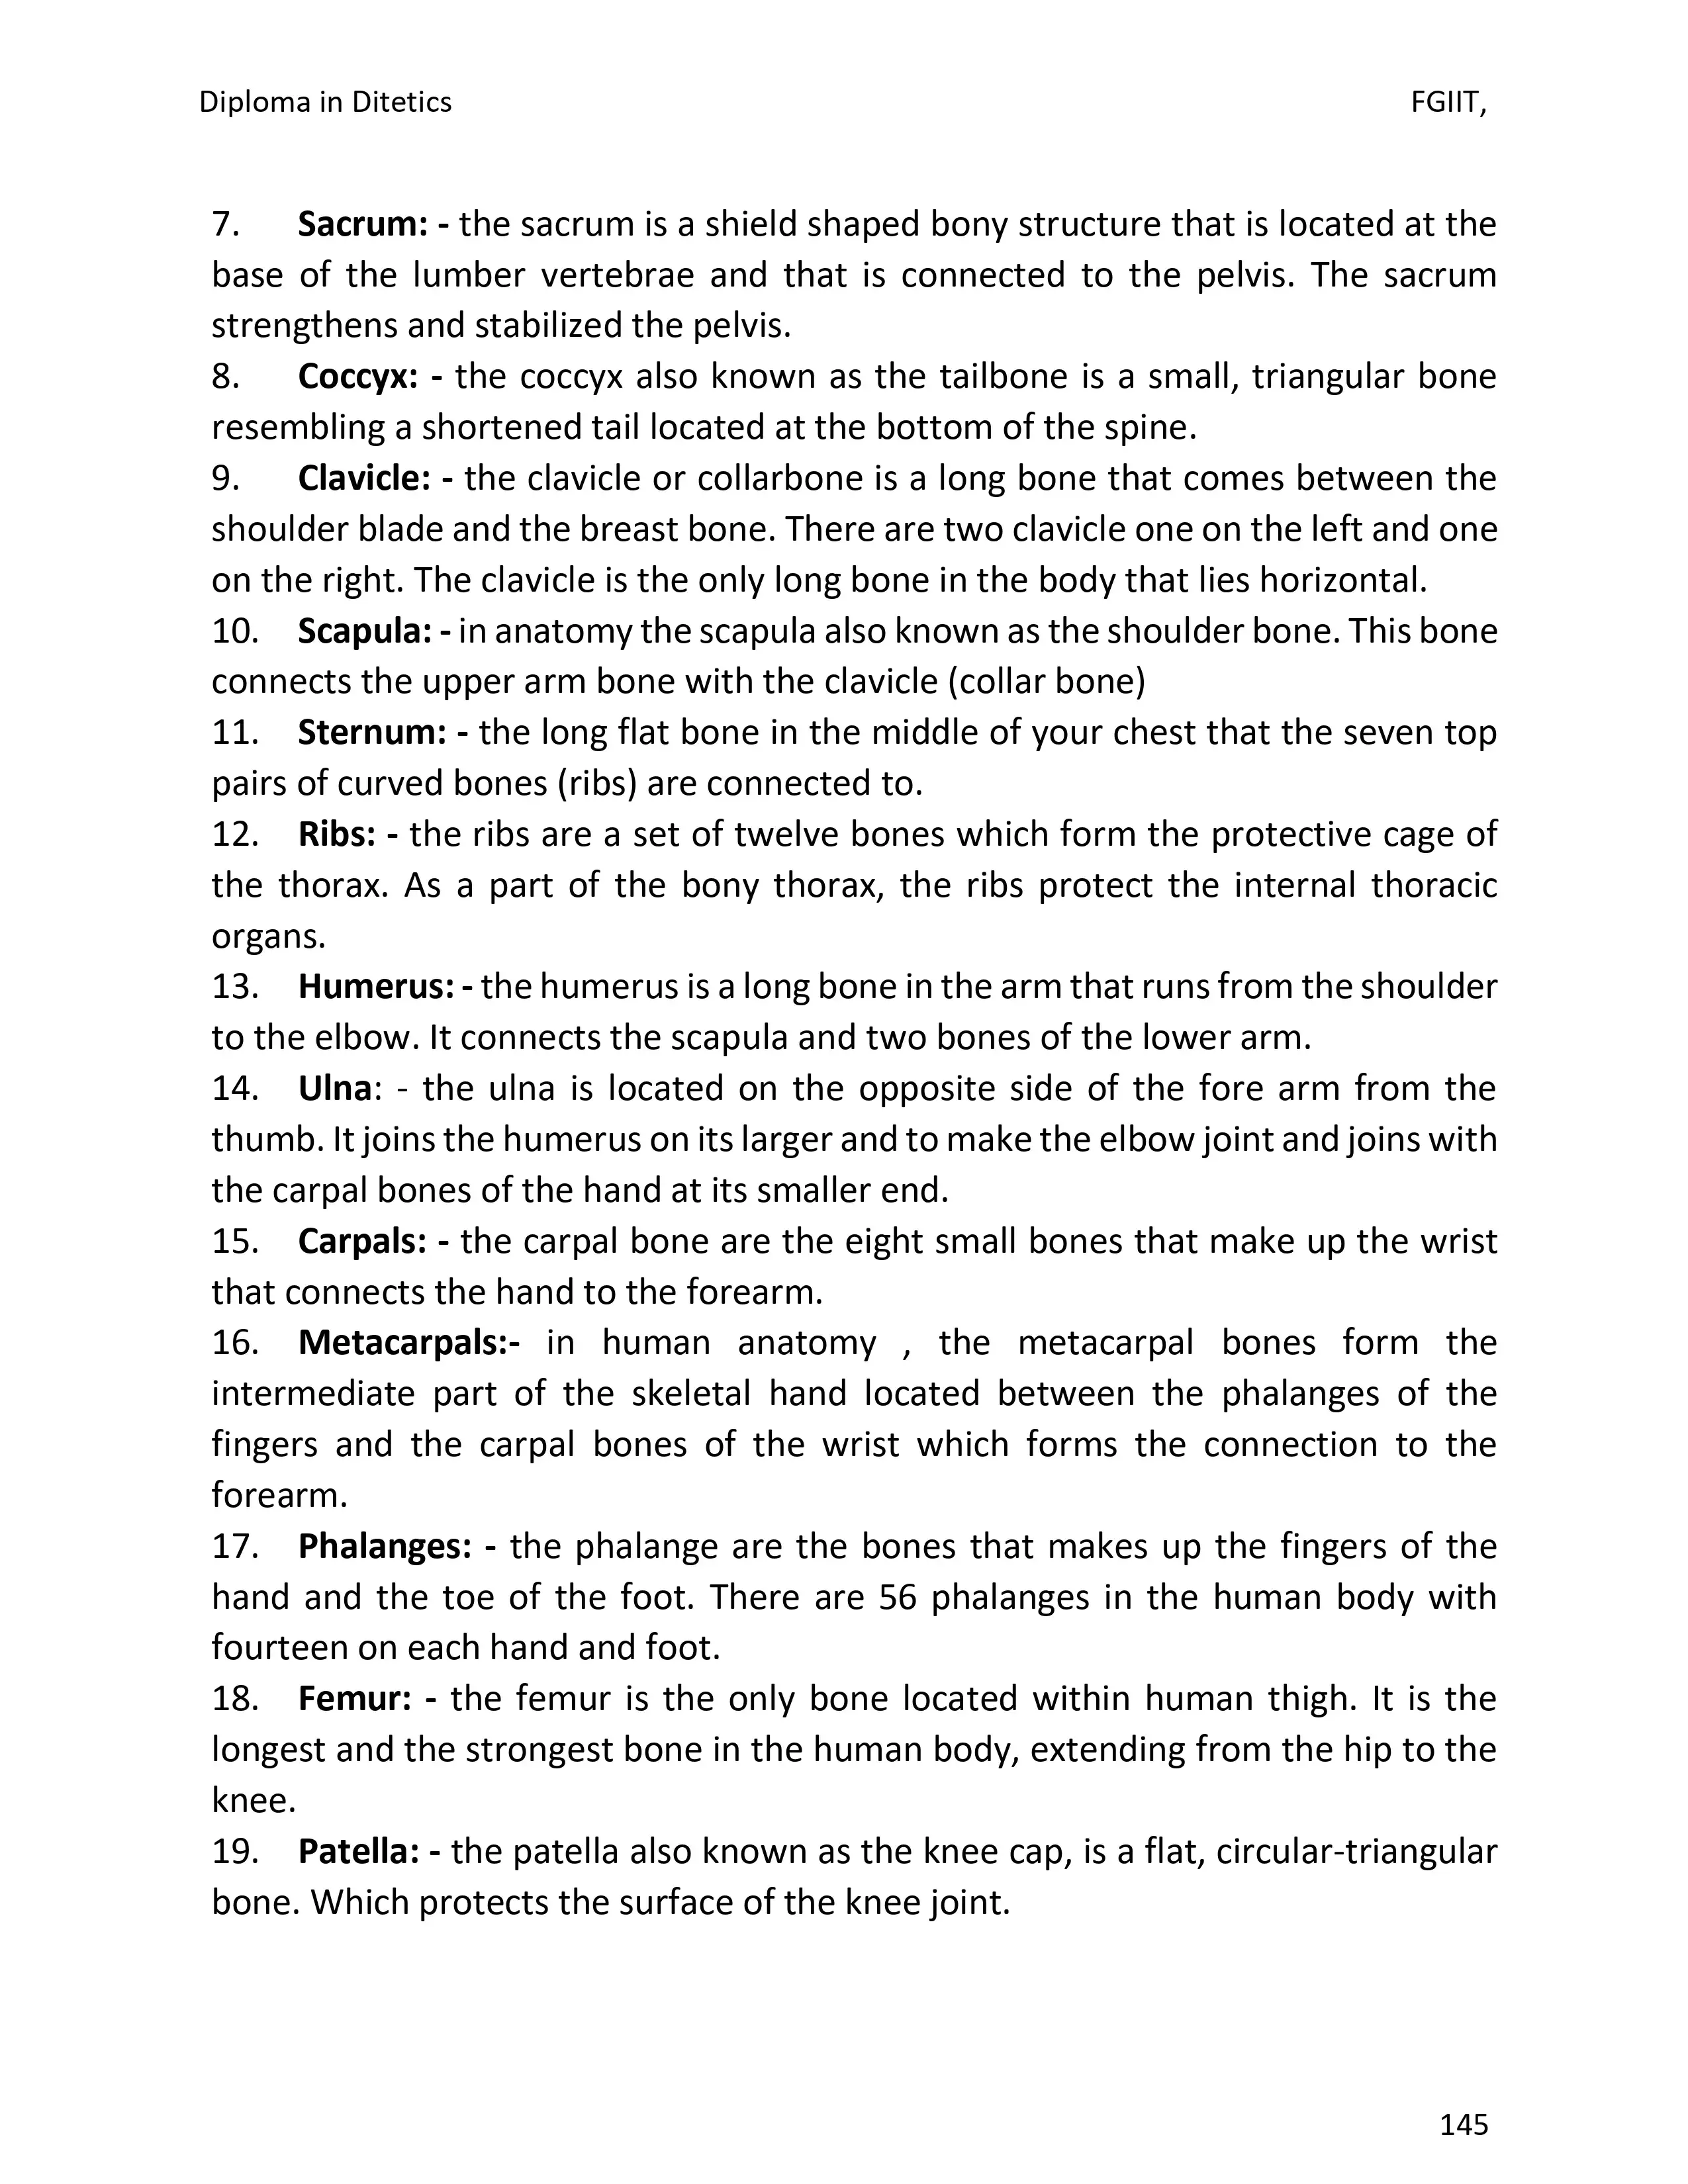 Diploma in Ditetics FGIIT,
7. Sacrum: - the sacrum is a shield shaped bony structure that is located at the
base of the lumber vertebrae and that is connected to the pelvis. The sacrum
strengthens and stabilized the pelvis.
8. Coccyx: - the coccyx also known as the tailbone is a small, triangular bone
resembling a shortened tail located at the bottom of the spine.
9. Clavicle: - the clavicle or collarbone is a long bone that comes between the
shoulder blade and the breast bone. There are two clavicle one on the left and one
on the right. The clavicle is the only long bone in the body that lies horizontal.
10. Scapula: - in anatomy the scapula also known as the shoulder bone. This bone
connects the upper arm bone with the clavicle (collar bone)
11. Sternum: - the long flat bone in the middle of your chest that the seven top
pairs of curved bones (ribs) are connected to.
12. Ribs: - the ribs are a set of twelve bones which form the protective cage of
the thorax. As a part of the bony thorax, the ribs protect the internal thoracic
organs.
13. Humerus: - the humerus is a long bone in the arm that runs from the shoulder
to the elbow. It connects the scapula and two bones of the lower arm.
14. Ulna: - the ulna is located on the opposite side of the fore arm from the
thumb. It joins the humerus on its larger and to make the elbow joint and joins with
the carpal bones of the hand at its smaller end.
15. Carpals: - the carpal bone are the eight small bones that make up the wrist
that connects the hand to the forearm.
16. Metacarpals:- in human anatomy , the metacarpal bones form the
intermediate part of the skeletal hand located between the phalanges of the
fingers and the carpal bones of the wrist which forms the connection to the
forearm.
17. Phalanges: - the phalange are the bones that makes up the fingers of the
hand and the toe of the foot. There are 56 phalanges in the human body with
fourteen on each hand and foot.
18. Femur: - the femur is the only bone located within human thigh. It is the
longest and the strongest bone in the human body, extending from the hip to the
knee.
19. Patella: - the patella also known as the knee cap, is a flat, circular-triangular
bone. Which protects the surface of the knee joint.
145